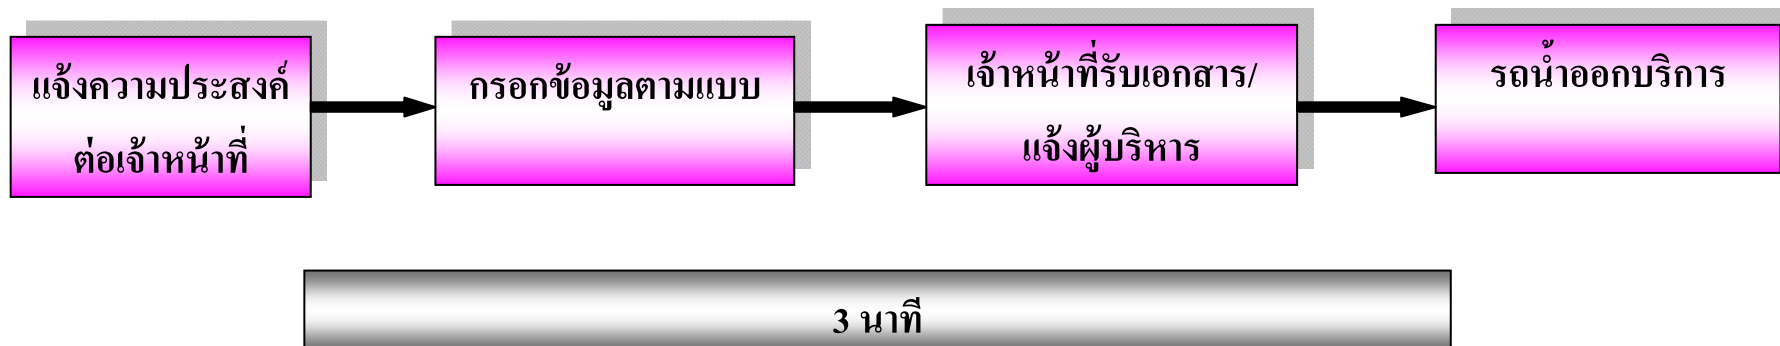 แจ้งความประสงค์
ต่อเจ้าหน้าที่
กรอกข้อมูลตามแบบ
เจ้าหน้าที่รับเอกสาร/
แจ้งผู้บริหาร
รถน้ำออกบริการ
3 นาที